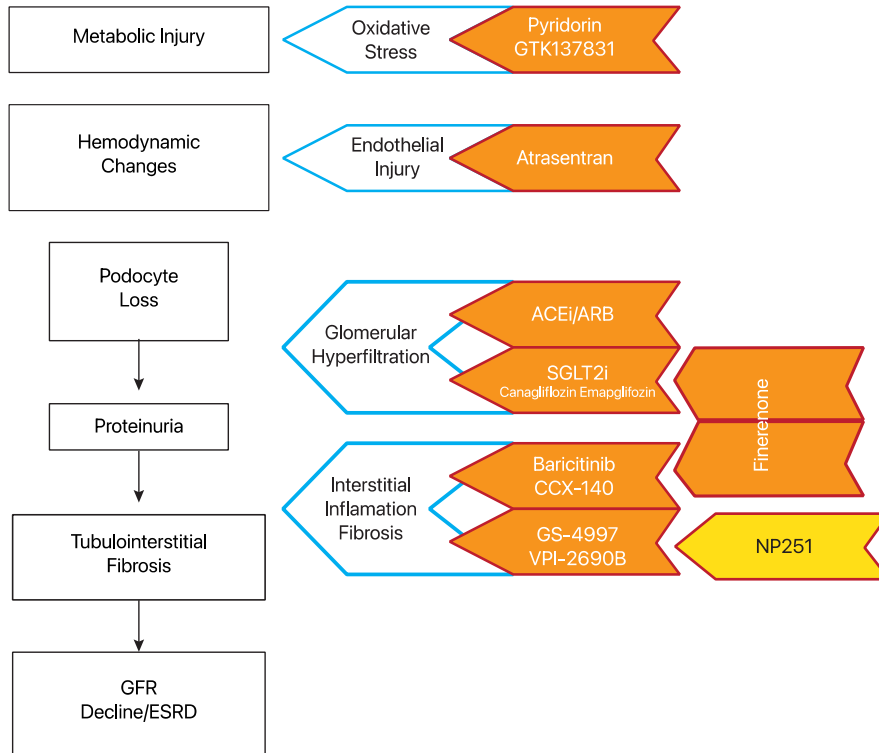 Metabolic Injury
Oxidative
Stress
Pyridorin
GTK137831
Hemodynamic
Changes
Endothelial
Injury
Atrasentran
Podocyte
Loss
Glomerular
Hyperfiltration
ACEi/ARB
SGLT2i
Canagliflozin Emapglifozin
Finerenone
Proteinuria
Interstitial
Inflamation
Fibrosis
Baricitinib
CCX-140
GS-4997
VPI-2690B
NP251
Tubulointerstitial
Fibrosis
GFR
Decline/ESRD